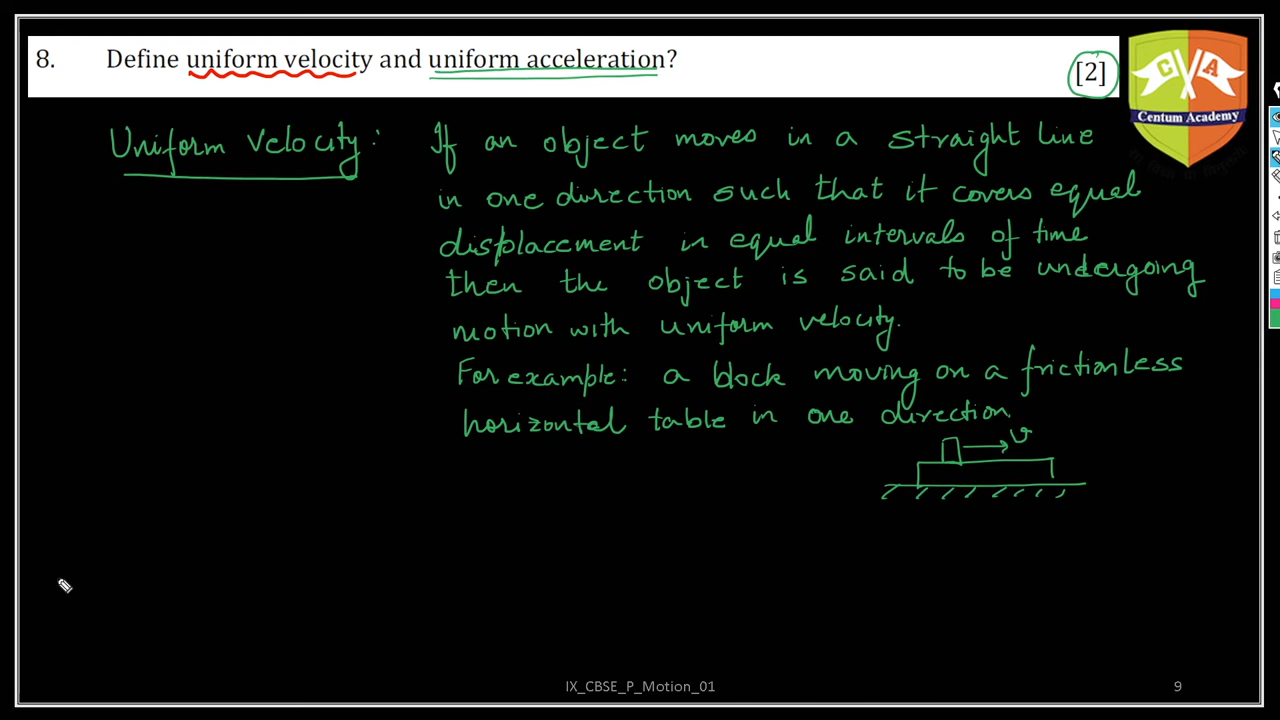 8. Define uniform velocity and uniform acceleration? [2]
C A
Centum Academy
Uniform Velocity : If an object moves in a straight line
in one direction such that it covers equal
displacement in equal intervals of time
then the object is said to be undergoing
motion with uniform velocity.
For example: a block moving on a frictionless
horizontal table in one direction.
v
IX_CBSE_P_Motion_01 9